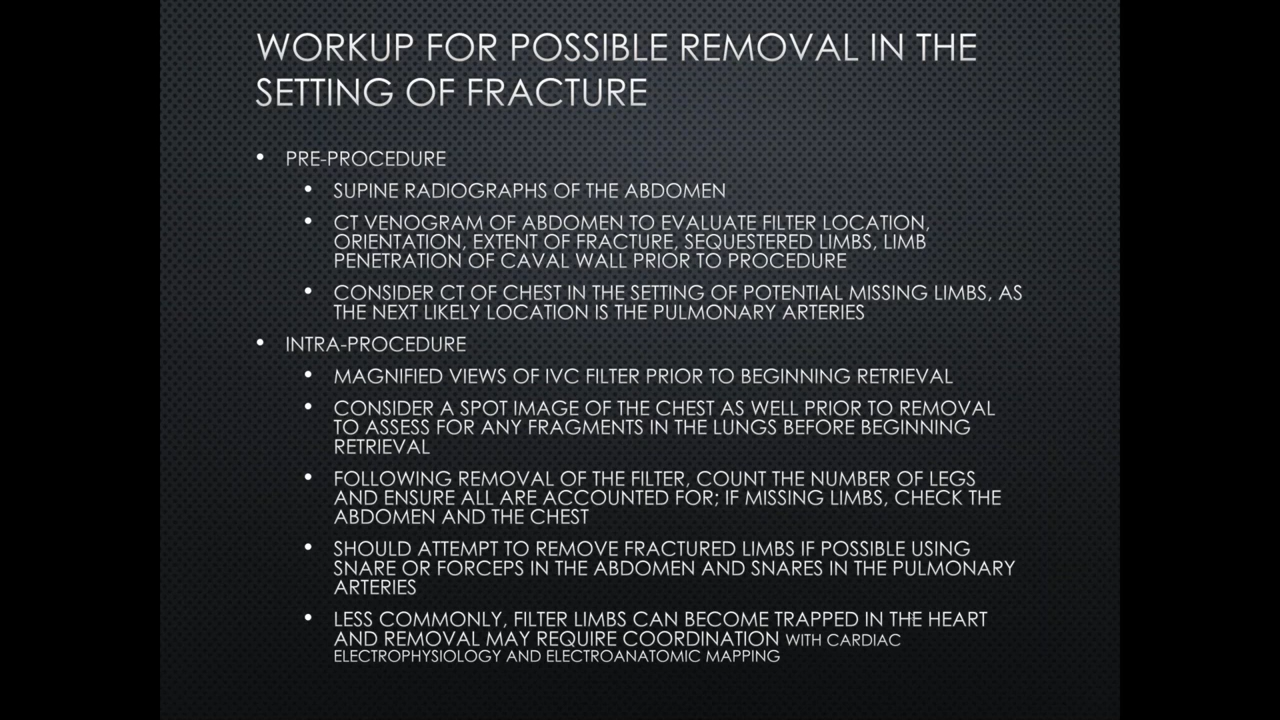 WORKUP FOR POSSIBLE REMOVAL IN THE
SETTING OF FRACTURE
• PRE-PROCEDURE
• SUPINE RADIOGRAPHS OF THE ABDOMEN
• CT VENOGRAM OF ABDOMEN TO EVALUATE FILTER LOCATION,
ORIENTATION, EXTENT OF FRACTURE, SEQUESTERED LIMBS, LIMB
PENETRATION OF CAVAL WALL PRIOR TO PROCEDURE
• CONSIDER CT OF CHEST IN THE SETTING OF POTENTIAL MISSING LIMBS, AS
THE NEXT LIKELY LOCATION IS THE PULMONARY ARTERIES
• INTRA-PROCEDURE
• MAGNIFIED VIEWS OF IVC FILTER PRIOR TO BEGINNING RETRIEVAL
• CONSIDER A SPOT IMAGE OF THE CHEST AS WELL PRIOR TO REMOVAL
TO ASSESS FOR ANY FRAGMENTS IN THE LUNGS BEFORE BEGINNING
RETRIEVAL
• FOLLOWING REMOVAL OF THE FILTER, COUNT THE NUMBER OF LEGS
AND ENSURE ALL ARE ACCOUNTED FOR; IF MISSING LIMBS, CHECK THE
ABDOMEN AND THE CHEST
• SHOULD ATTEMPT TO REMOVE FRACTURED LIMBS IF POSSIBLE USING
SNARE OR FORCEPS IN THE ABDOMEN AND SNARES IN THE PULMONARY
ARTERIES
• LESS COMMONLY, FILTER LIMBS CAN BECOME TRAPPED IN THE HEART
AND REMOVAL MAY REQUIRE COORDINATION WITH CARDIAC
ELECTROPHYSIOLOGY AND ELECTROANATOMIC MAPPING